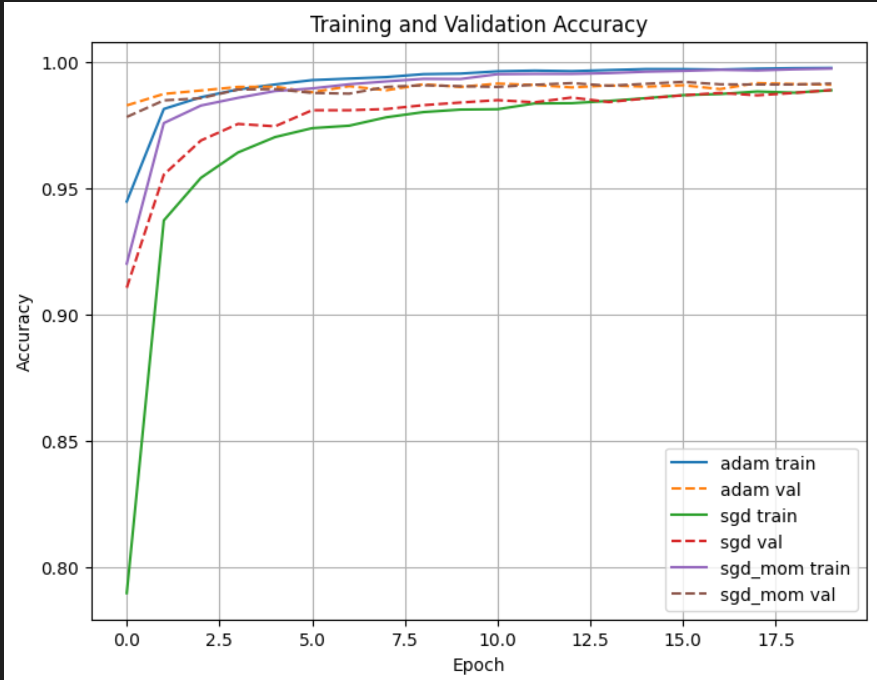 Training and Validation Accuracy
1.00
0.95
0.90
0.85
0.80
Accuracy
adam train
adam val
sgd train
sgd val
sgd_mom train
sgd_mom val
0.0 2.5 5.0 7.5 10.0 12.5 15.0 17.5
Epoch